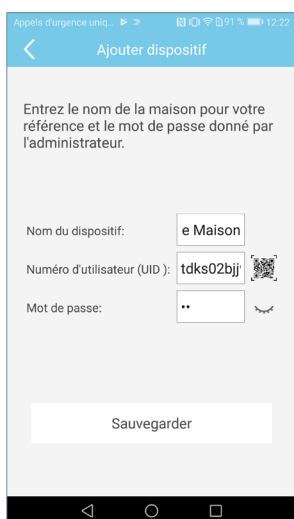 Appels d'urgence uniq... 91 % 12:22
Ajouter dispositif
Entrez le nom de la maison pour votre
référence et le mot de passe donné par
l'administrateur.
Nom du dispositif: e Maison
Numéro d'utilisateur (UID ): tdks02bjj
Mot de passe: ••
Sauvegarder